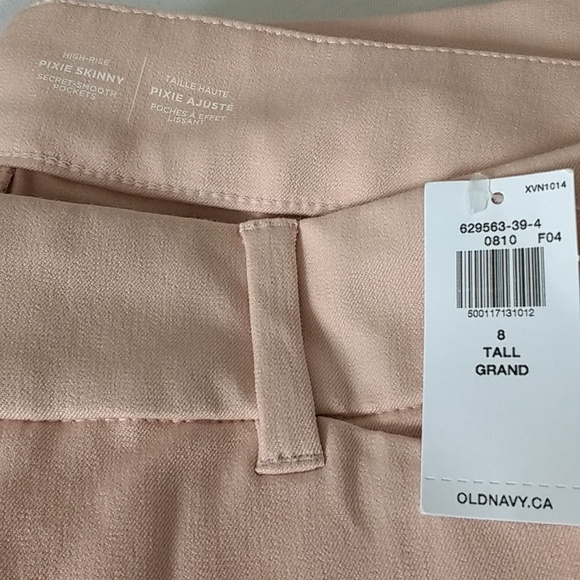 HIGH-RISE
PIXIE SKINNY
SECRET-SMOOTH
POCKETS
TAILLE HAUTE
PIXIE AJUSTÉ
POCHES À EFFET
LISSANT
XVN1014
629563-39-4
0810 F04
500117131012
8
TALL
GRAND
OLDNAVY.CA